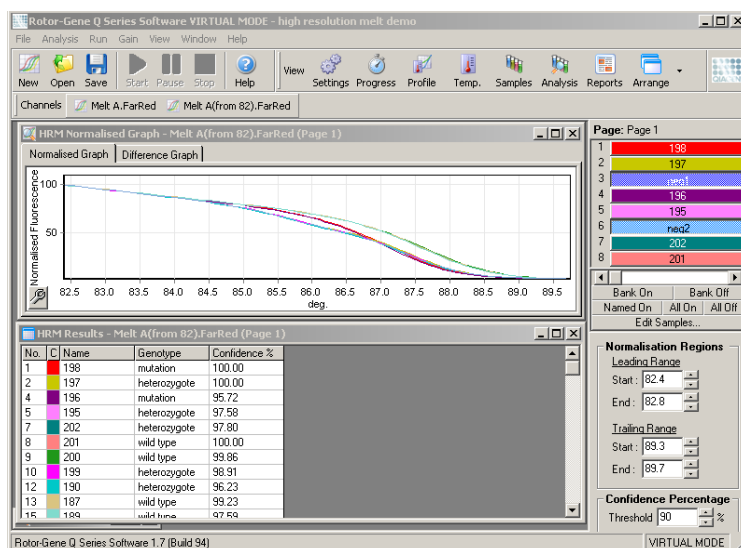 Rotor-Gene Q Series Software VIRTUAL MODE - high resolution melt demo
File Analysis Run Gain View Window Help
New Open Save Start Pause Stop Help View Settings Progress Profile Temp. Samples Analysis Reports Arrange
Channels Melt A.FarRed Melt A(from 82).FarRed
HRM Normalised Graph - Melt A(from 82).FarRed (Page 1)
Normalised Graph Difference Graph
Normalised Fluorescence
100
50
82.5 83.0 83.5 84.0 84.5 85.0 85.5 86.0 86.5 87.0 87.5 88.0 88.5 89.0 89.5
deg.
HRM Results - Melt A(from 82).FarRed (Page 1)
No. C Name Genotype Confidence %
1 198 mutation 100.00
2 197 heterozygote 100.00
4 196 mutation 95.72
5 195 heterozygote 97.58
7 202 heterozygote 97.80
8 201 wild type 100.00
9 200 wild type 99.86
10 199 heterozygote 98.91
12 190 heterozygote 96.23
13 187 wild type 99.23
15 189 wild type 97.59
Page: Page 1
1 198
2 197
3 neg1
4 196
5 195
6 neg2
7 202
8 201
Bank On Bank Off
Named On All On All Off
Edit Samples...
Normalisation Regions
Leading Range
Start : 82.4
End : 82.8
Trailing Range
Start : 89.3
End : 89.7
Confidence Percentage
Threshold 90 %
Rotor-Gene Q Series Software 1.7 (Build 94) VIRTUAL MODE